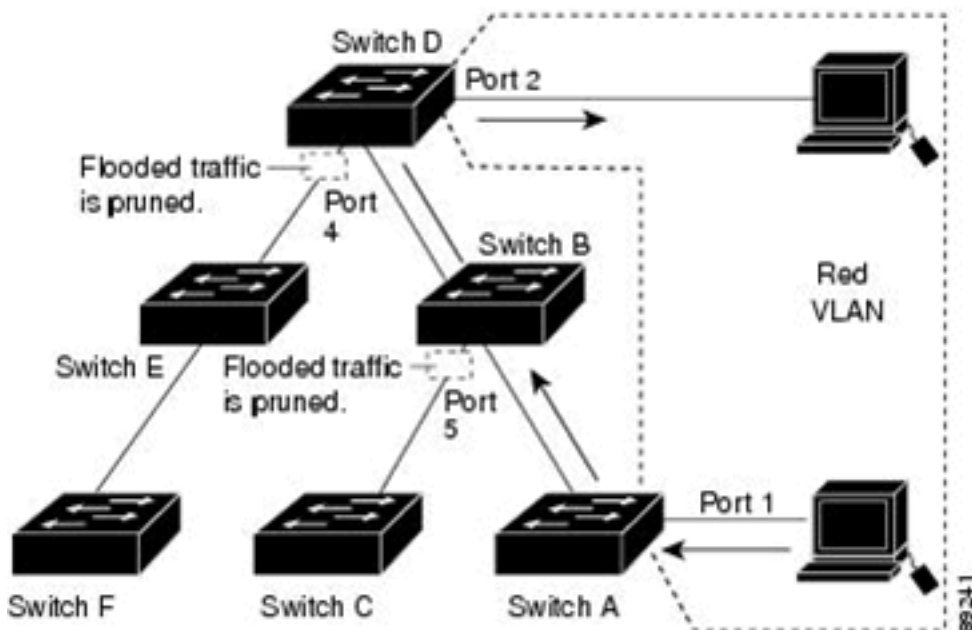 Switch D
Port 2
Flooded traffic
is pruned.
Port
4
Switch B
Red
VLAN
Switch E
Flooded traffic
is pruned.
Port
5
Port 1
Switch F
Switch C
Switch A